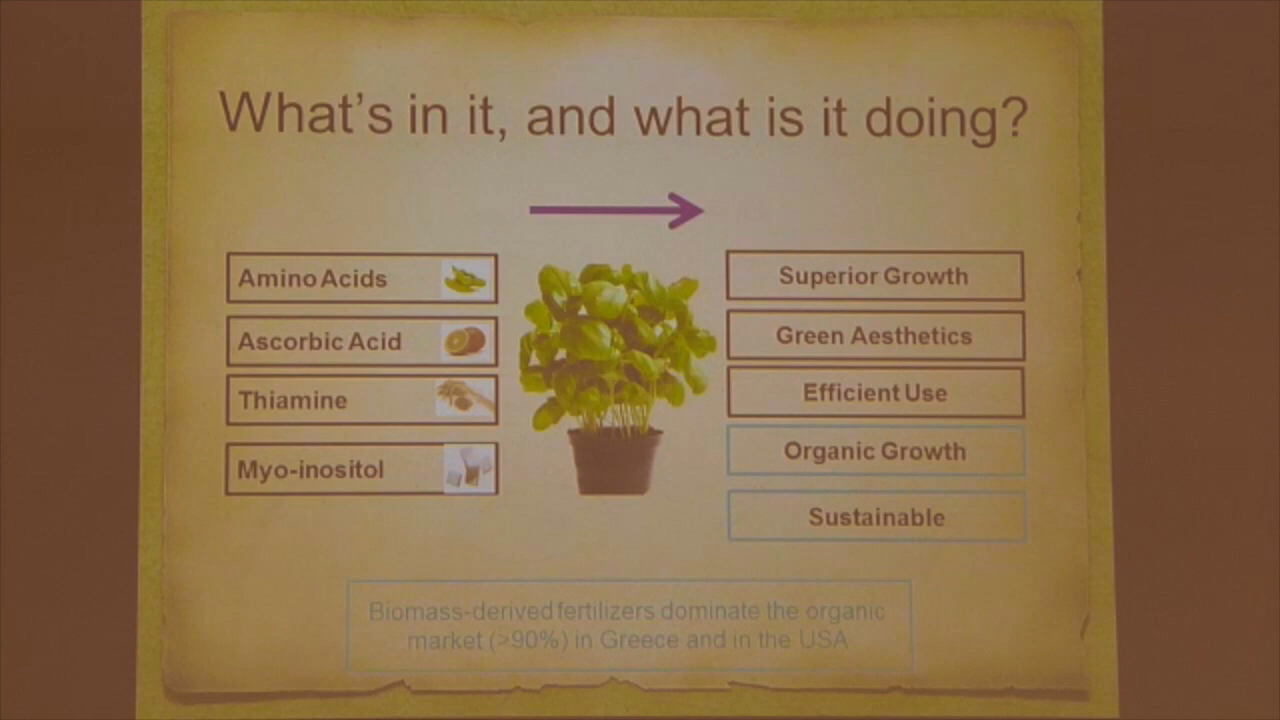 What's in it, and what is it doing?
Amino Acids
Ascorbic Acid
Thiamine
Myo-inositol
Superior Growth
Green Aesthetics
Efficient Use
Organic Growth
Sustainable
Biomass-derived fertilizers dominate the organic
market (>90%) in Greece and in the USA